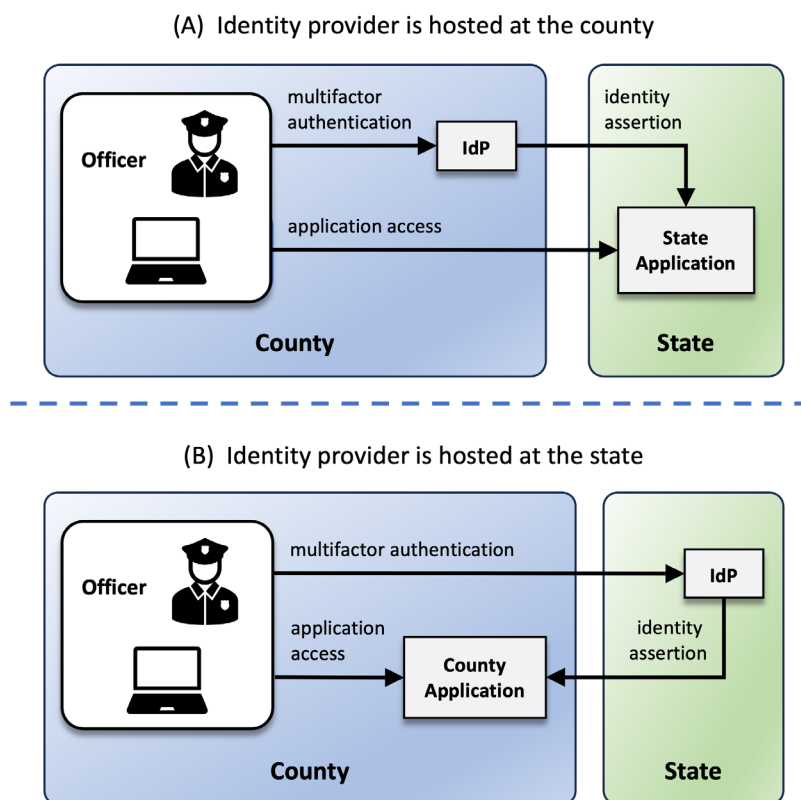 (A) Identity provider is hosted at the county
multifactor
authentication
identity
assertion
Officer
IdP
application access
State
Application
County
State
(B) Identity provider is hosted at the state
multifactor authentication
Officer
IdP
application
access
identity
assertion
County
Application
County
State